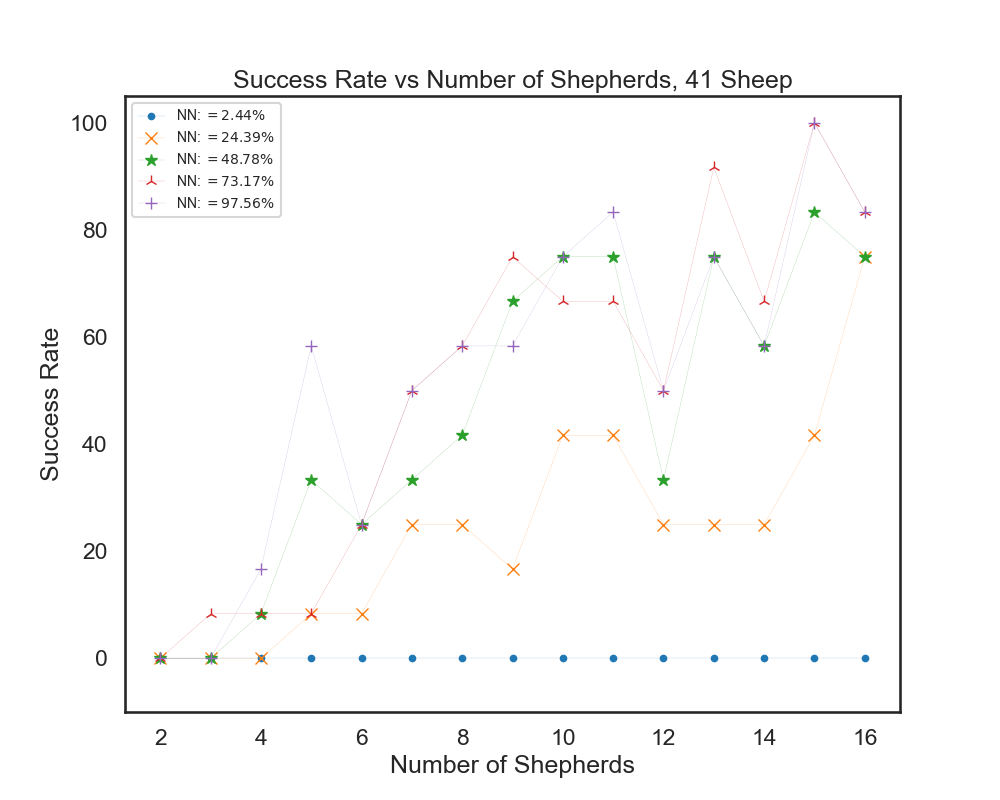 Success Rate vs Number of Shepherds, 41 Sheep
NN: =2.44%
NN: =24.39%
NN: =48.78%
NN: =73.17%
NN: =97.56%
100
80
60
40
20
0
Success Rate
2 4 6 8 10 12 14 16
Number of Shepherds